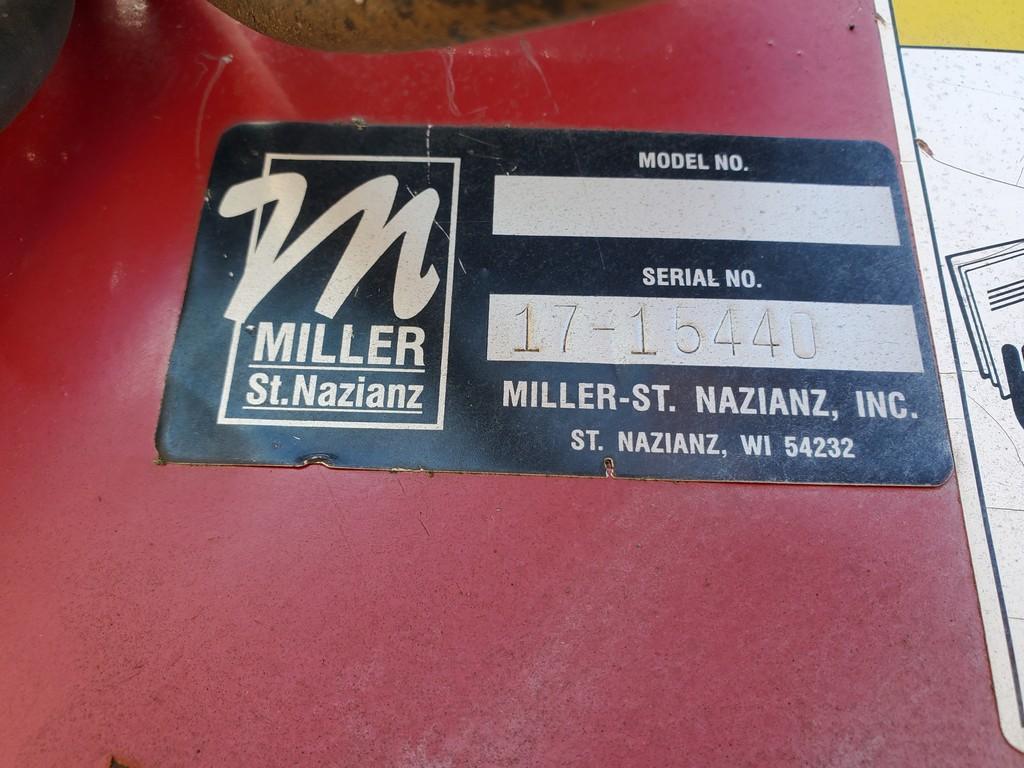 MILLER
St.Nazianz
MODEL NO.
SERIAL NO.
17-15440
MILLER-ST. NAZIANZ, INC.
ST. NAZIANZ, WI 54232